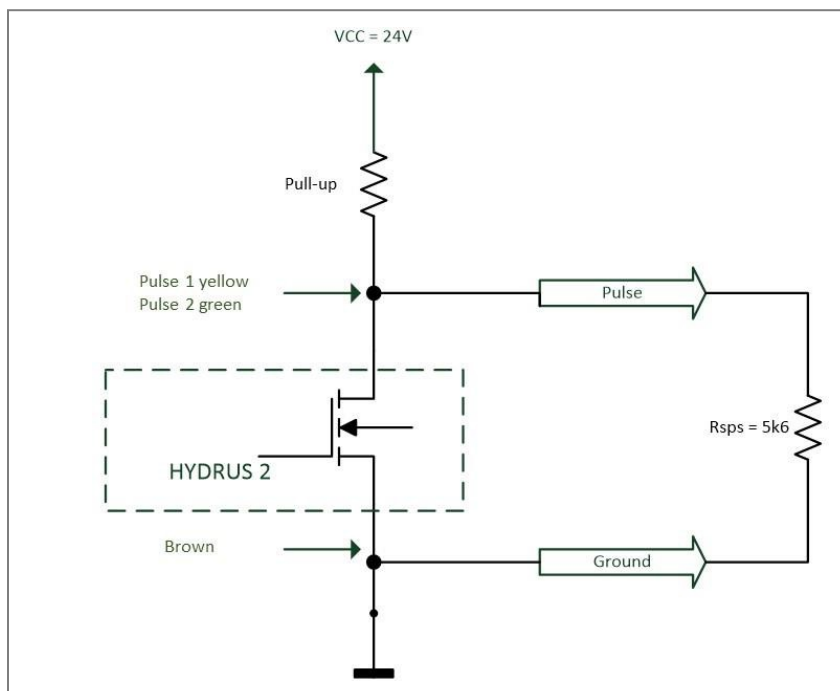 VCC = 24V
Pull-up
Pulse 1 yellow
Pulse 2 green
Pulse
Rsps = 5k6
HYDRUS 2
Brown
Ground